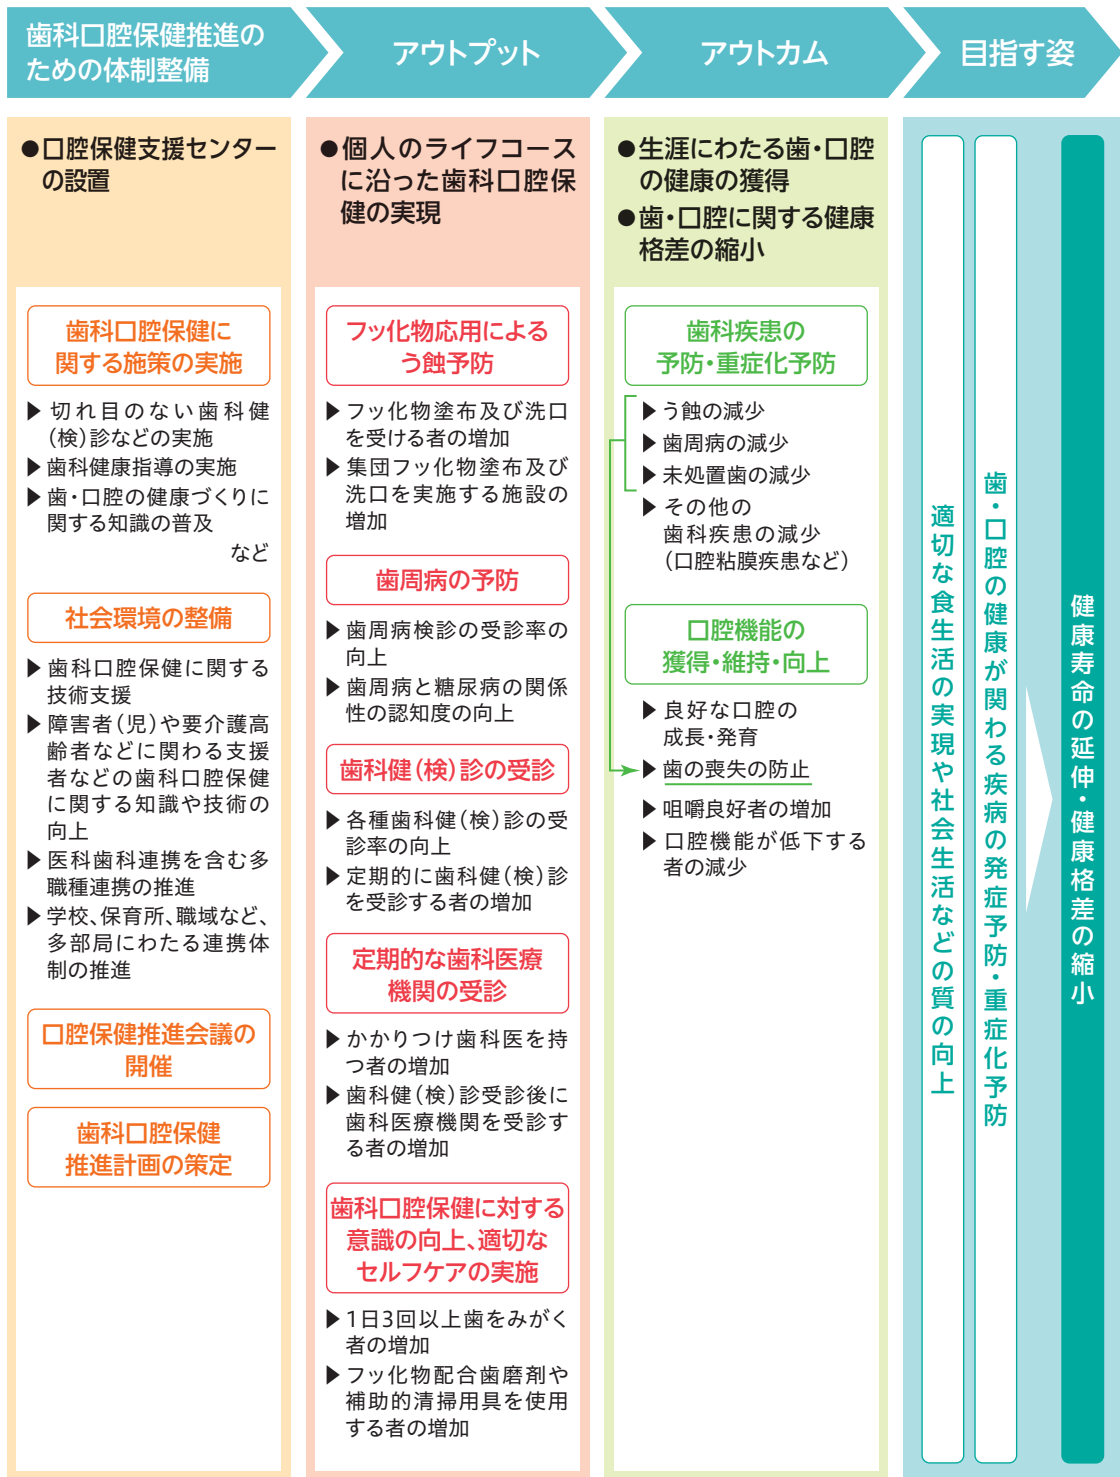 歯科口腔保健推進の
ための体制整備
アウトプット
アウトカム
目指す姿
●口腔保健支援センター
の設置
歯科口腔保健に
関する施策の実施
▶切れ目のない歯科健
（検）診などの実施
▶歯科健康指導の実施
▶歯・口腔の健康づくりに
関する知識の普及
など
社会環境の整備
▶歯科口腔保健に関する
技術支援
▶障害者（児）や要介護高
齢者などに関わる支援
者などの歯科口腔保健
に関する知識や技術の
向上
▶医科歯科連携を含む多
職種連携の推進
▶学校、保育所、職域など、
多部局にわたる連携体
制の推進
口腔保健推進会議の
開催
歯科口腔保健
推進計画の策定
●個人のライフコース
に沿った歯科口腔保
健の実現
フッ化物応用による
う蝕予防
▶フッ化物塗布及び洗口
を受ける者の増加
▶集団フッ化物塗布及び
洗口を実施する施設の
増加
歯周病の予防
▶歯周病検診の受診率の
向上
▶歯周病と糖尿病の関係
性の認知度の向上
歯科健（検）診の受診
▶各種歯科健（検）診の受
診率の向上
▶定期的に歯科健（検）診
を受診する者の増加
定期的な歯科医療
機関の受診
▶かかりつけ歯科医を持
つ者の増加
▶歯科健（検）診受診後に
歯科医療機関を受診す
る者の増加
歯科口腔保健に対する
意識の向上、適切な
セルフケアの実施
▶1日3回以上歯をみがく
者の増加
▶フッ化物配合歯磨剤や
補助的清掃用具を使用
する者の増加
●生涯にわたる歯・口腔
の健康の獲得
●歯・口腔に関する健康
格差の縮小
歯科疾患の
予防・重症化予防
▶う蝕の減少
▶歯周病の減少
▶未処置歯の減少
▶その他の
歯科疾患の減少
（口腔粘膜疾患など）
口腔機能の
獲得・維持・向上
▶良好な口腔の
成長・発育
▶歯の喪失の防止
▶咀嚼良好者の増加
▶口腔機能が低下する
者の減少
適切な食生活の実現や社会生活などの質の向上
歯・口腔の健康が関わる疾病の発症予防・重症化予防
健康寿命の延伸・健康格差の縮小